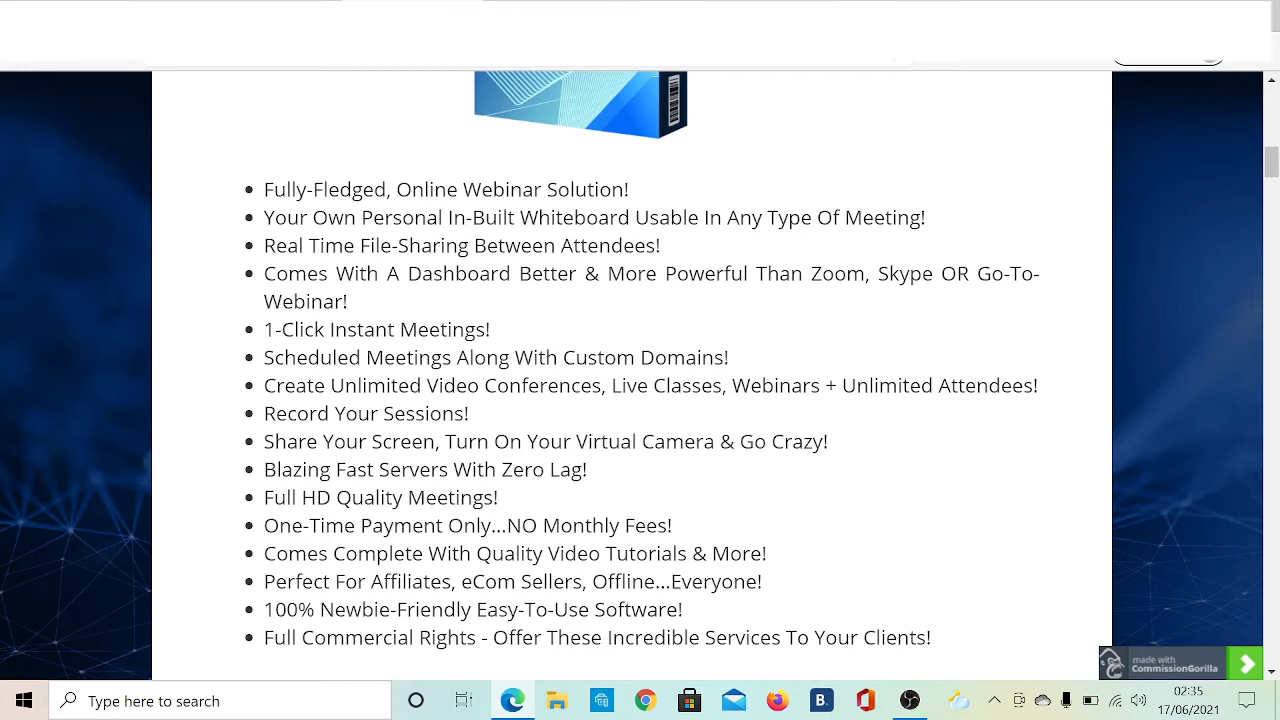 Fully-Fledged, Online Webinar Solution!
Your Own Personal In-Built Whiteboard Usable In Any Type Of Meeting!
Real Time File-Sharing Between Attendees!
Comes With A Dashboard Better & More Powerful Than Zoom, Skype OR Go-To-
Webinar!
1-Click Instant Meetings!
Scheduled Meetings Along With Custom Domains!
Create Unlimited Video Conferences, Live Classes, Webinars + Unlimited Attendees!
Record Your Sessions!
Share Your Screen, Turn On Your Virtual Camera & Go Crazy!
Blazing Fast Servers With Zero Lag!
Full HD Quality Meetings!
One-Time Payment Only...NO Monthly Fees!
Comes Complete With Quality Video Tutorials & More!
Perfect For Affiliates, eCom Sellers, Offline...Everyone!
100% Newbie-Friendly Easy-To-Use Software!
Full Commercial Rights - Offer These Incredible Services To Your Clients!
made with
CommissionGorilla
Type here to search
B.
02:35
17/06/2021